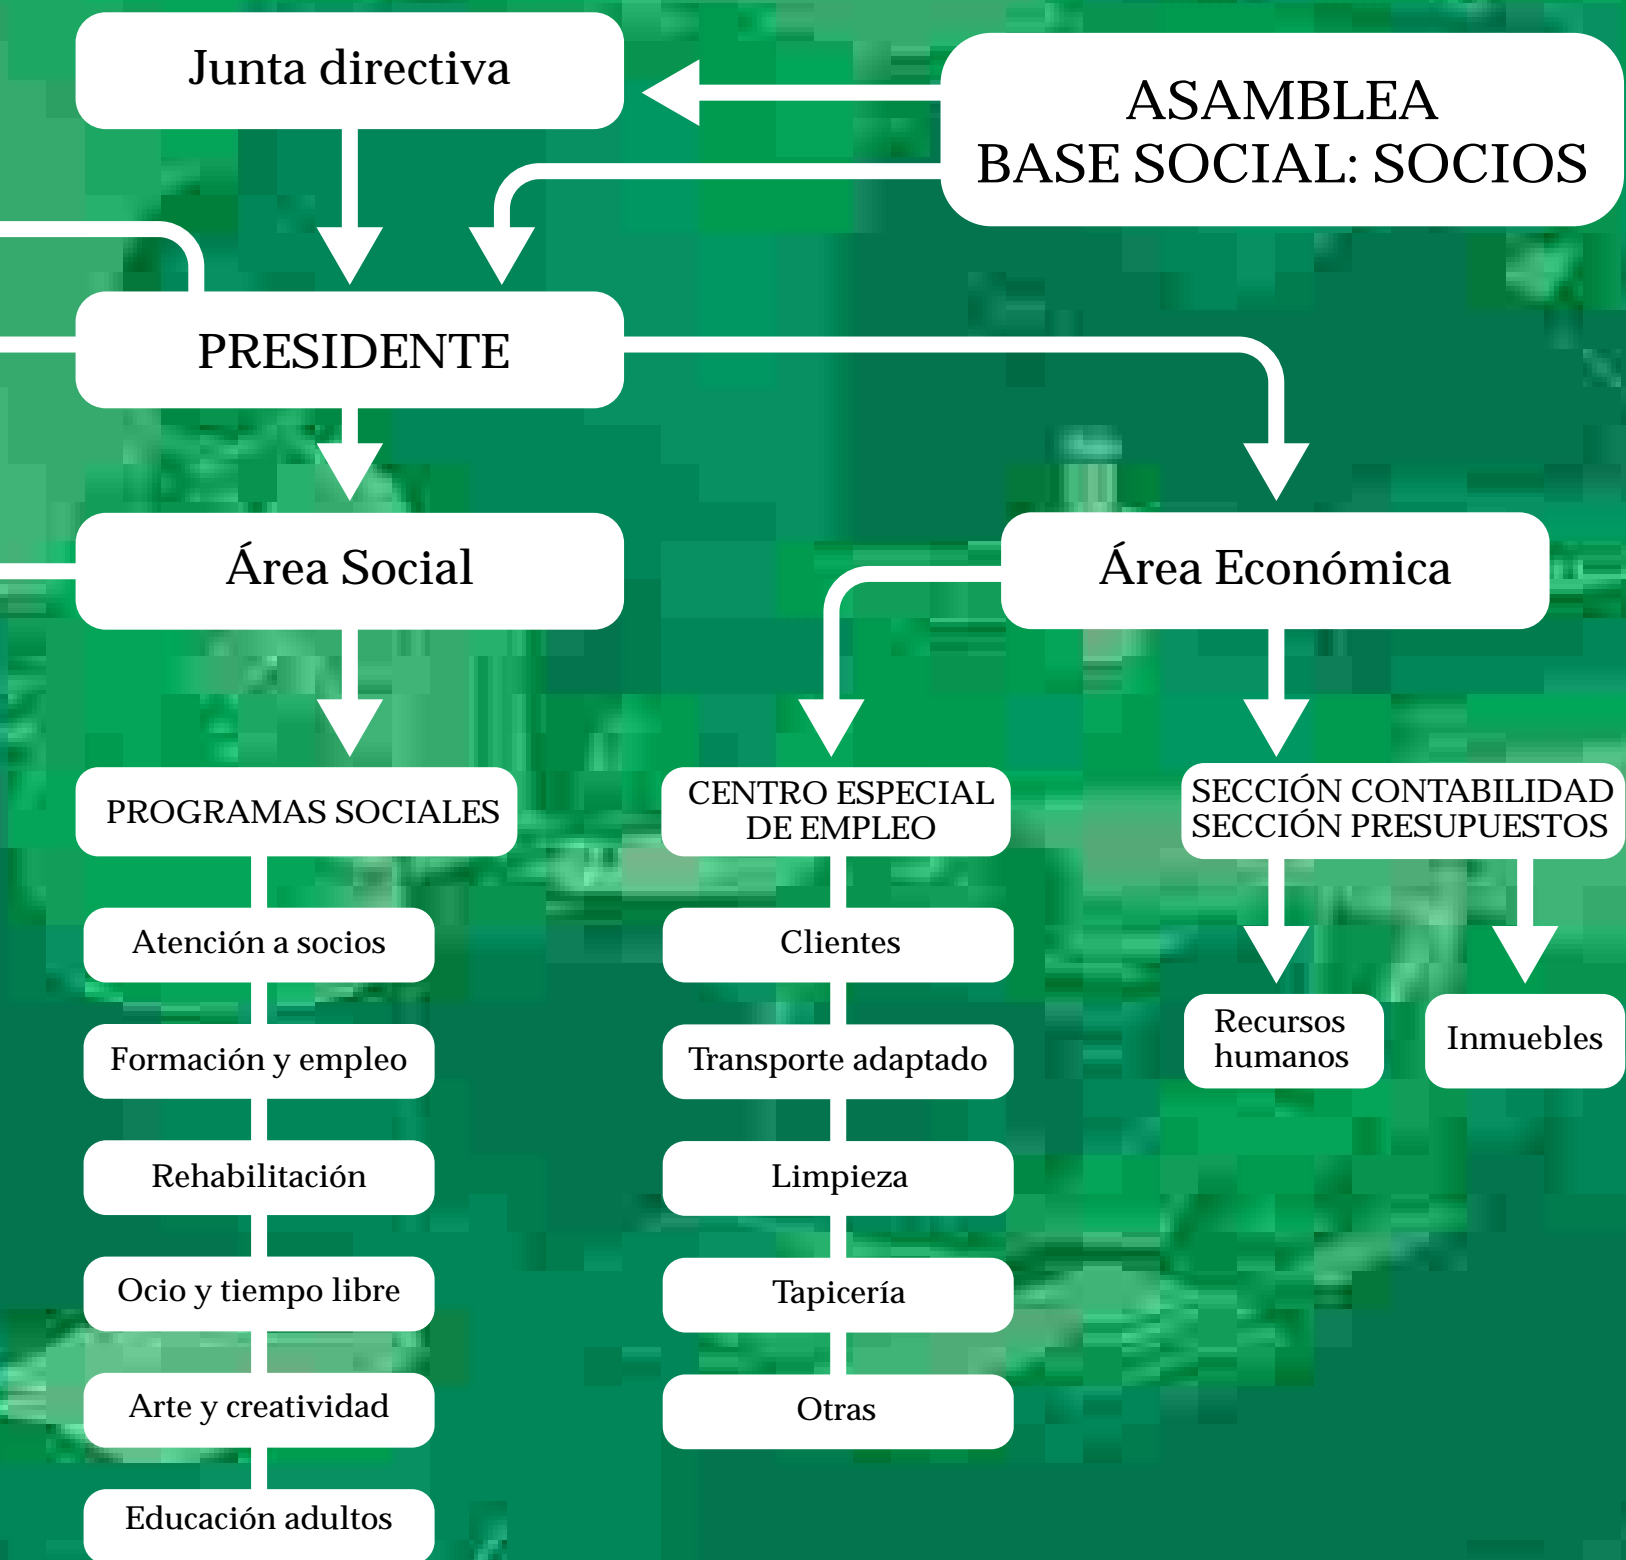 Junta directiva
ASAMBLEA
BASE SOCIAL: SOCIOS
PRESIDENTE
Área Social
Área Económica
PROGRAMAS SOCIALES
CENTRO ESPECIAL
DE EMPLEO
SECCIÓN CONTABILIDAD
SECCIÓN PRESUPUESTOS
Atención a socios
Formación y empleo
Rehabilitación
Ocio y tiempo libre
Arte y creatividad
Educación adultos
Clientes
Transporte adaptado
Limpieza
Tapicería
Otras
Recursos
humanos
Inmuebles